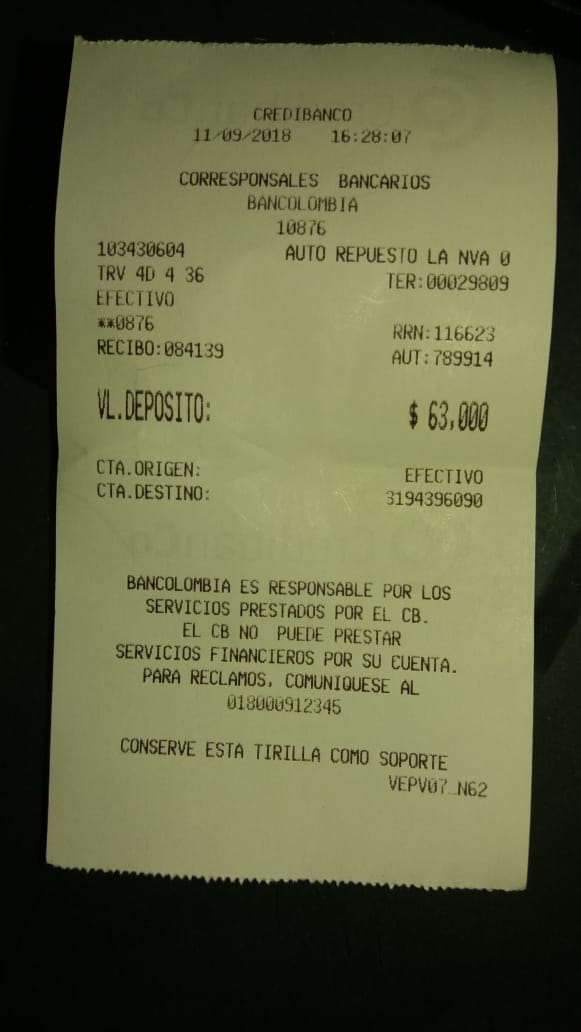 CREDIBANCO
11/09/2018 16:28:07
CORRESPONSALES BANCARIOS
BANCOLOMBIA
10876
103430604 AUTO REPUESTO LA NVA 0
TRV 4D 4 36 TER:00029809
EFECTIVO
**0876 RRN:116623
RECIBO:084139 AUT:789914
VL.DEPOSITO: $ 63,000
CTA.ORIGEN: EFECTIVO
CTA.DESTINO: 3194396090
BANCOLOMBIA ES RESPONSABLE POR LOS
SERVICIOS PRESTADOS POR EL CB.
EL CB NO PUEDE PRESTAR
SERVICIOS FINANCIEROS POR SU CUENTA.
PARA RECLAMOS, COMUNIQUESE AL
018000912345
CONSERVE ESTA TIRILLA COMO SOPORTE
VEPV07_N62